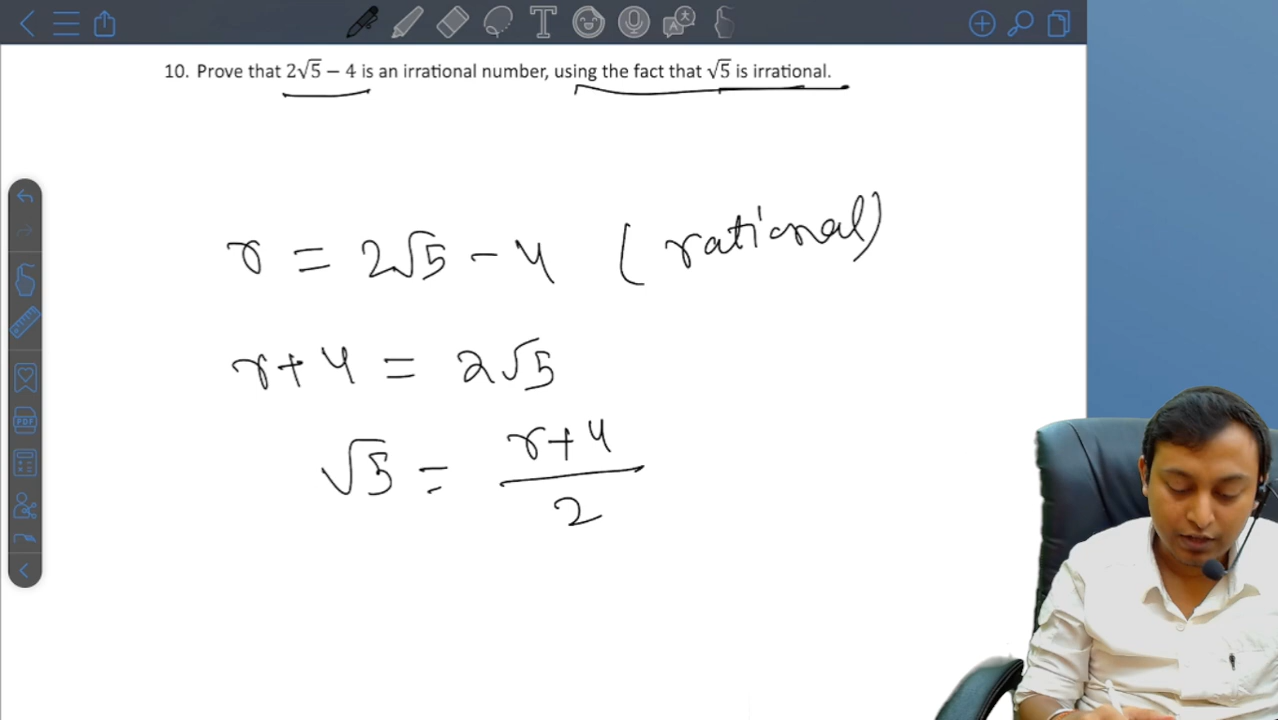 10. Prove that 2√5 − 4 is an irrational number, using the fact that √5 is irrational.
r = 2√5 − 4 (rational)
r+4 = 2√5
√5 = r+4
2